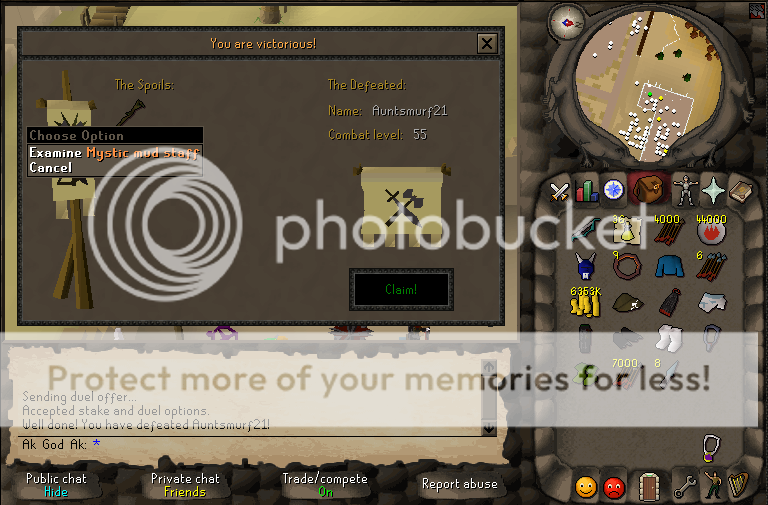 You are victorious!
The Spoils:
The Defeated:
Name: Auntsmurf21
Combat level: 55
Choose Option
Examine Mystic mud staff
Cancel
Claim!
photobucket
Protect more of your memories for less!
Sending duel offer...
Accepted stake and duel options.
Well done! You have defeated Auntsmurf21!
Ak God Ak: *
Public chat
Hide
Private chat
Friends
Trade/compete
On
Report abuse
4000
44000
9
6
6353K
7000
8